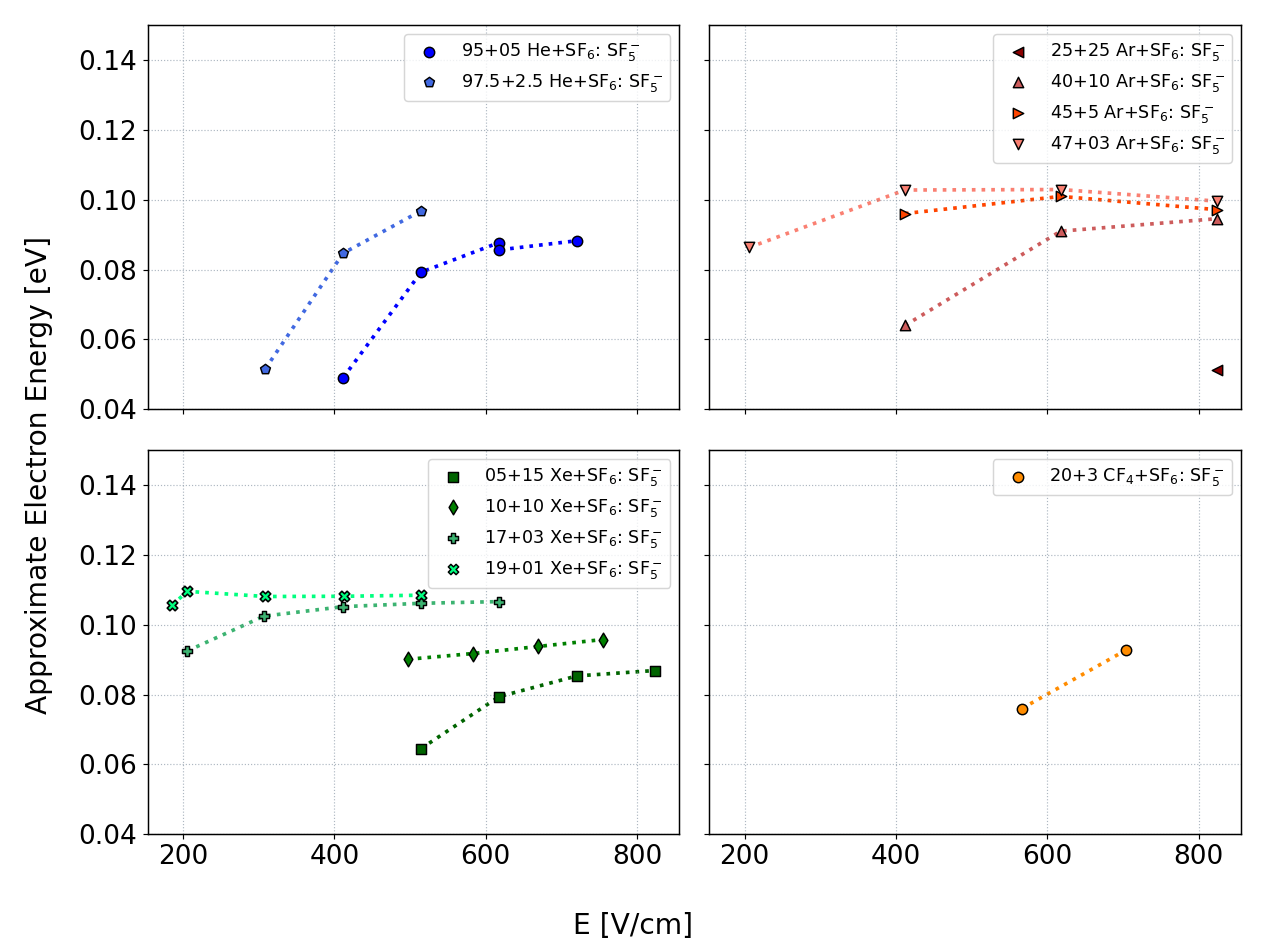 0.14
0.12
0.10
0.08
0.06
0.04
95+05 He+SF₆: SF₅⁻
97.5+2.5 He+SF₆: SF₅⁻
25+25 Ar+SF₆: SF₅⁻
40+10 Ar+SF₆: SF₅⁻
45+5 Ar+SF₆: SF₅⁻
47+03 Ar+SF₆: SF₅⁻
Approximate Electron Energy [eV]
0.14
0.12
0.10
0.08
0.06
0.04
05+15 Xe+SF₆: SF₅⁻
10+10 Xe+SF₆: SF₅⁻
17+03 Xe+SF₆: SF₅⁻
19+01 Xe+SF₆: SF₅⁻
20+3 CF₄+SF₆: SF₅⁻
200 400 600 800
200 400 600 800
E [V/cm]